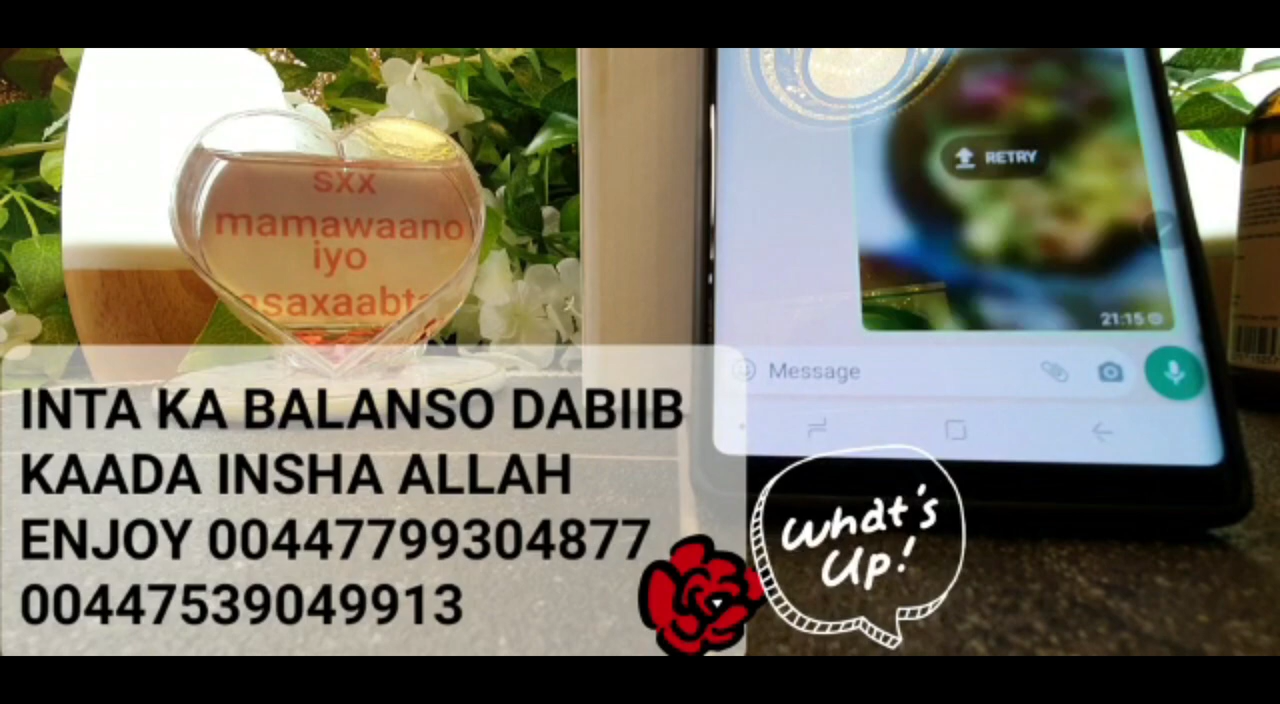 sxx
mamawaano
iyo
asaxaabta
RETRY
21:15
Message
INTA KA BALANSO DABIIB
KAADA INSHA ALLAH
ENJOY 00447799304877
00447539049913
What's
Up!